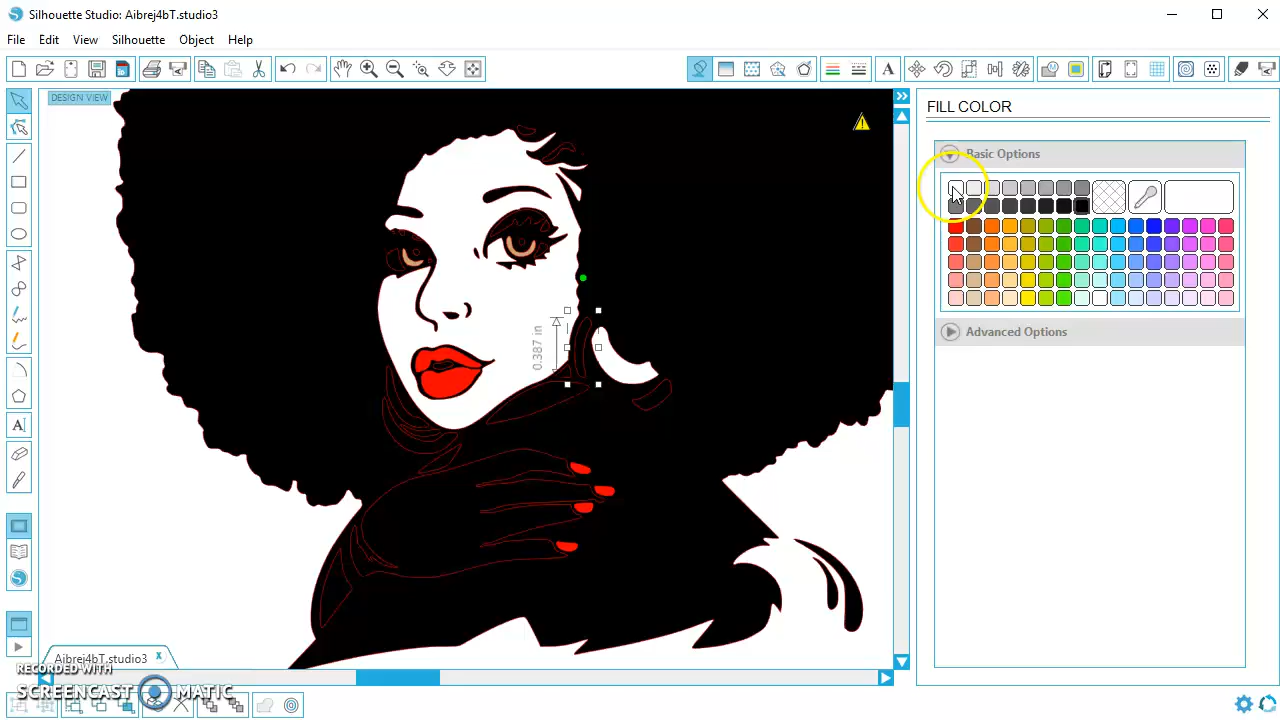 Silhouette Studio: Aibrej4bT.studio3
File Edit View Silhouette Object Help
DESIGN VIEW
FILL COLOR
Basic Options
Advanced Options
0.387 in
Aibrej4bT.studio3 x
RECORDED WITH
SCREENCAST MATIC